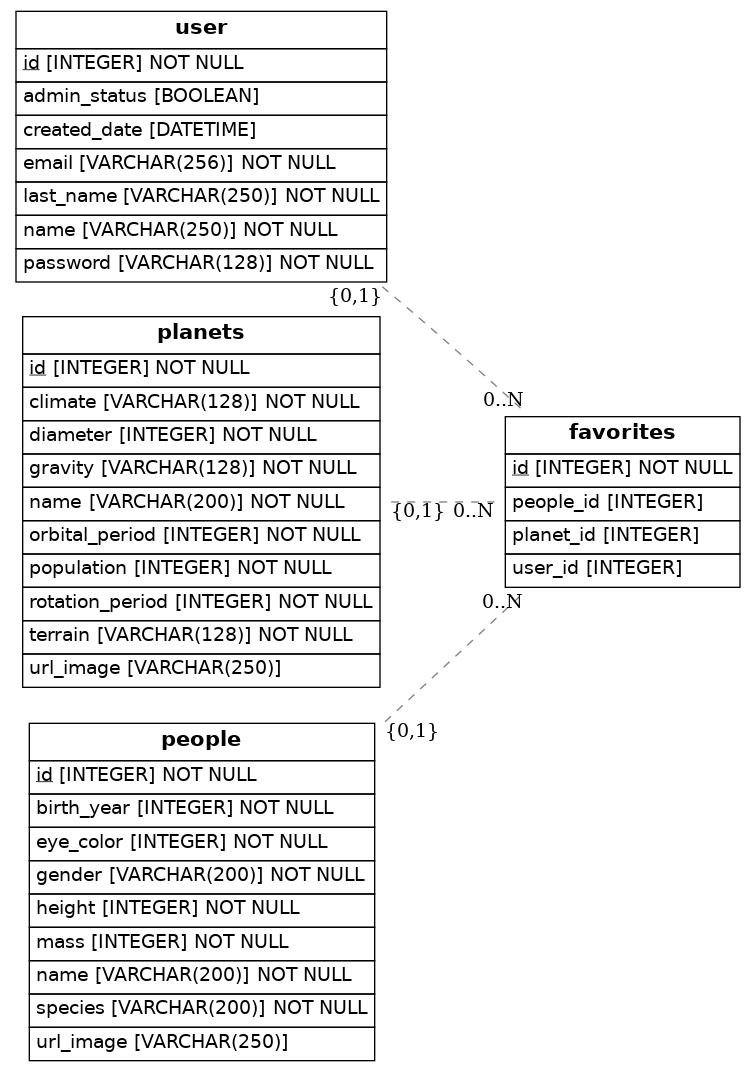 user
id [INTEGER] NOT NULL
admin_status [BOOLEAN]
created_date [DATETIME]
email [VARCHAR(256)] NOT NULL
last_name [VARCHAR(250)] NOT NULL
name [VARCHAR(250)] NOT NULL
password [VARCHAR(128)] NOT NULL
{0,1}
0..N
planets
id [INTEGER] NOT NULL
climate [VARCHAR(128)] NOT NULL
diameter [INTEGER] NOT NULL
gravity [VARCHAR(128)] NOT NULL
name [VARCHAR(200)] NOT NULL
orbital_period [INTEGER] NOT NULL
population [INTEGER] NOT NULL
rotation_period [INTEGER] NOT NULL
terrain [VARCHAR(128)] NOT NULL
url_image [VARCHAR(250)]
{0,1} 0..N
favorites
id [INTEGER] NOT NULL
people_id [INTEGER]
planet_id [INTEGER]
user_id [INTEGER]
0..N
{0,1}
people
id [INTEGER] NOT NULL
birth_year [INTEGER] NOT NULL
eye_color [INTEGER] NOT NULL
gender [VARCHAR(200)] NOT NULL
height [INTEGER] NOT NULL
mass [INTEGER] NOT NULL
name [VARCHAR(200)] NOT NULL
species [VARCHAR(200)] NOT NULL
url_image [VARCHAR(250)]